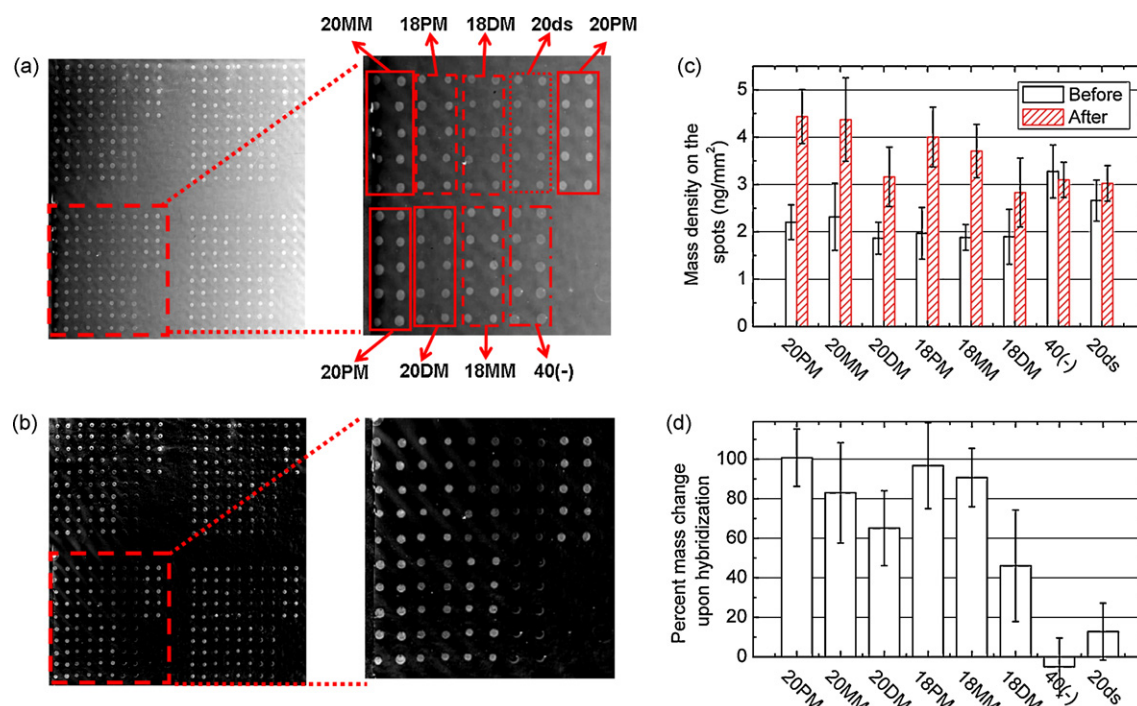 20MM 18PM 18DM 20ds 20PM
(a)
20PM 20DM 18MM 40(-)
(b)
(c)
Mass density on the
spots (ng/mm²)
5
4
3
2
1
0
Before
After
20PM 20MM 20DM 18PM 18MM 18DM 40(-) 20ds
(d)
Percent mass change
upon hybridization
100
80
60
40
20
0
20PM 20MM 20DM 18PM 18MM 18DM 40(-) 20ds